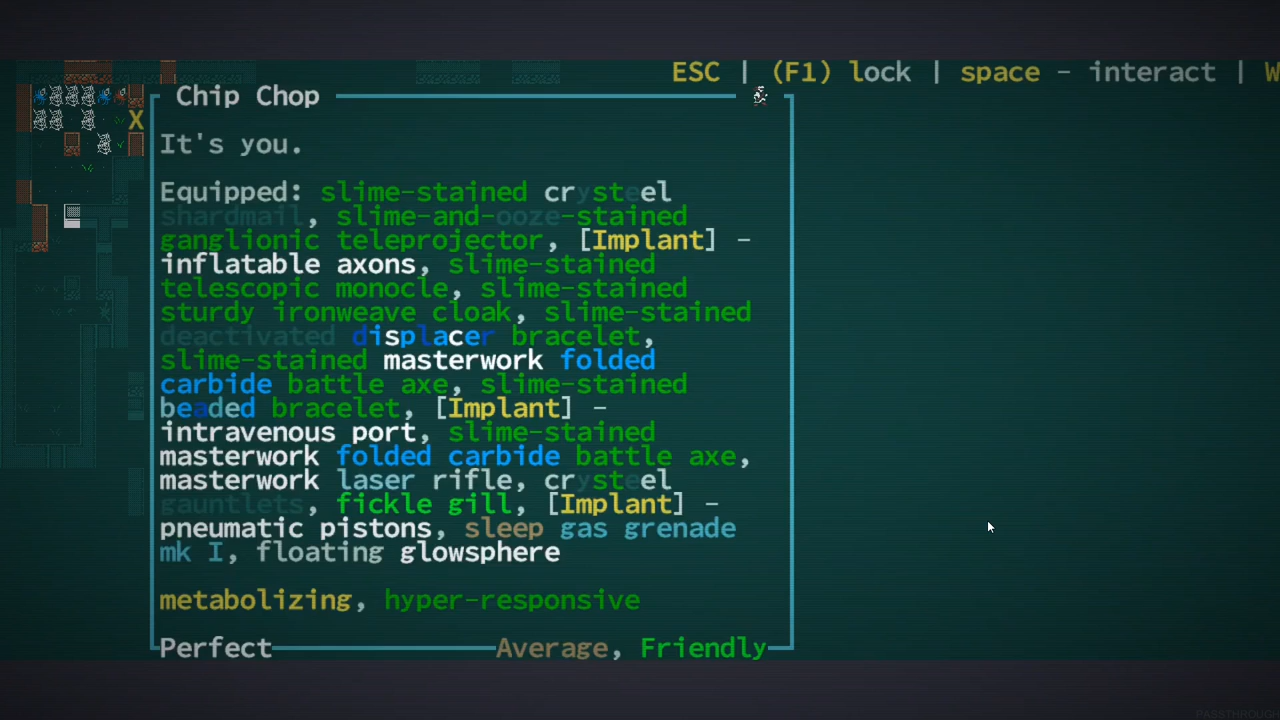 ESC | (F1) lock | space - interact | W
Chip Chop
X
It's you.
Equipped: slime-stained crysteel
shardmail, slime-and-ooze-stained
ganglionic teleprojector, [Implant] -
inflatable axons, slime-stained
telescopic monocle, slime-stained
sturdy ironweave cloak, slime-stained
deactivated displacer bracelet,
slime-stained masterwork folded
carbide battle axe, slime-stained
beaded bracelet, [Implant] -
intravenous port, slime-stained
masterwork folded carbide battle axe,
masterwork laser rifle, crysteel
gauntlets, fickle gill, [Implant] -
pneumatic pistons, sleep gas grenade
mk I, floating glowsphere
metabolizing, hyper-responsive
Perfect Average, Friendly
PASSTHROUGH